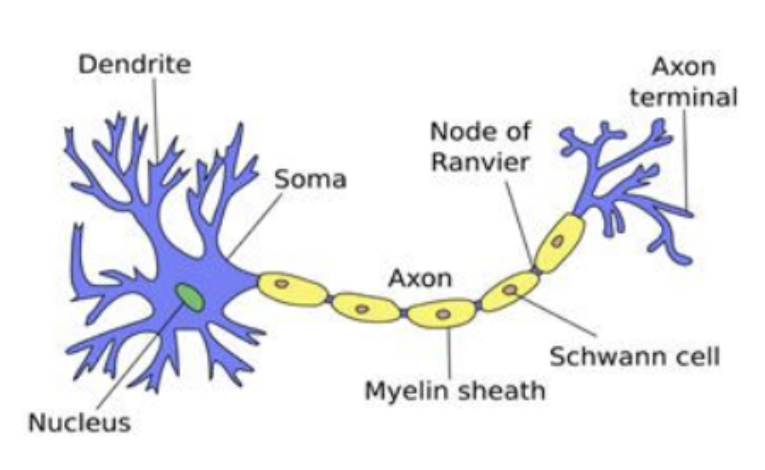 Dendrite
Axon
terminal
Node of
Ranvier
Soma
Axon
Schwann cell
Myelin sheath
Nucleus